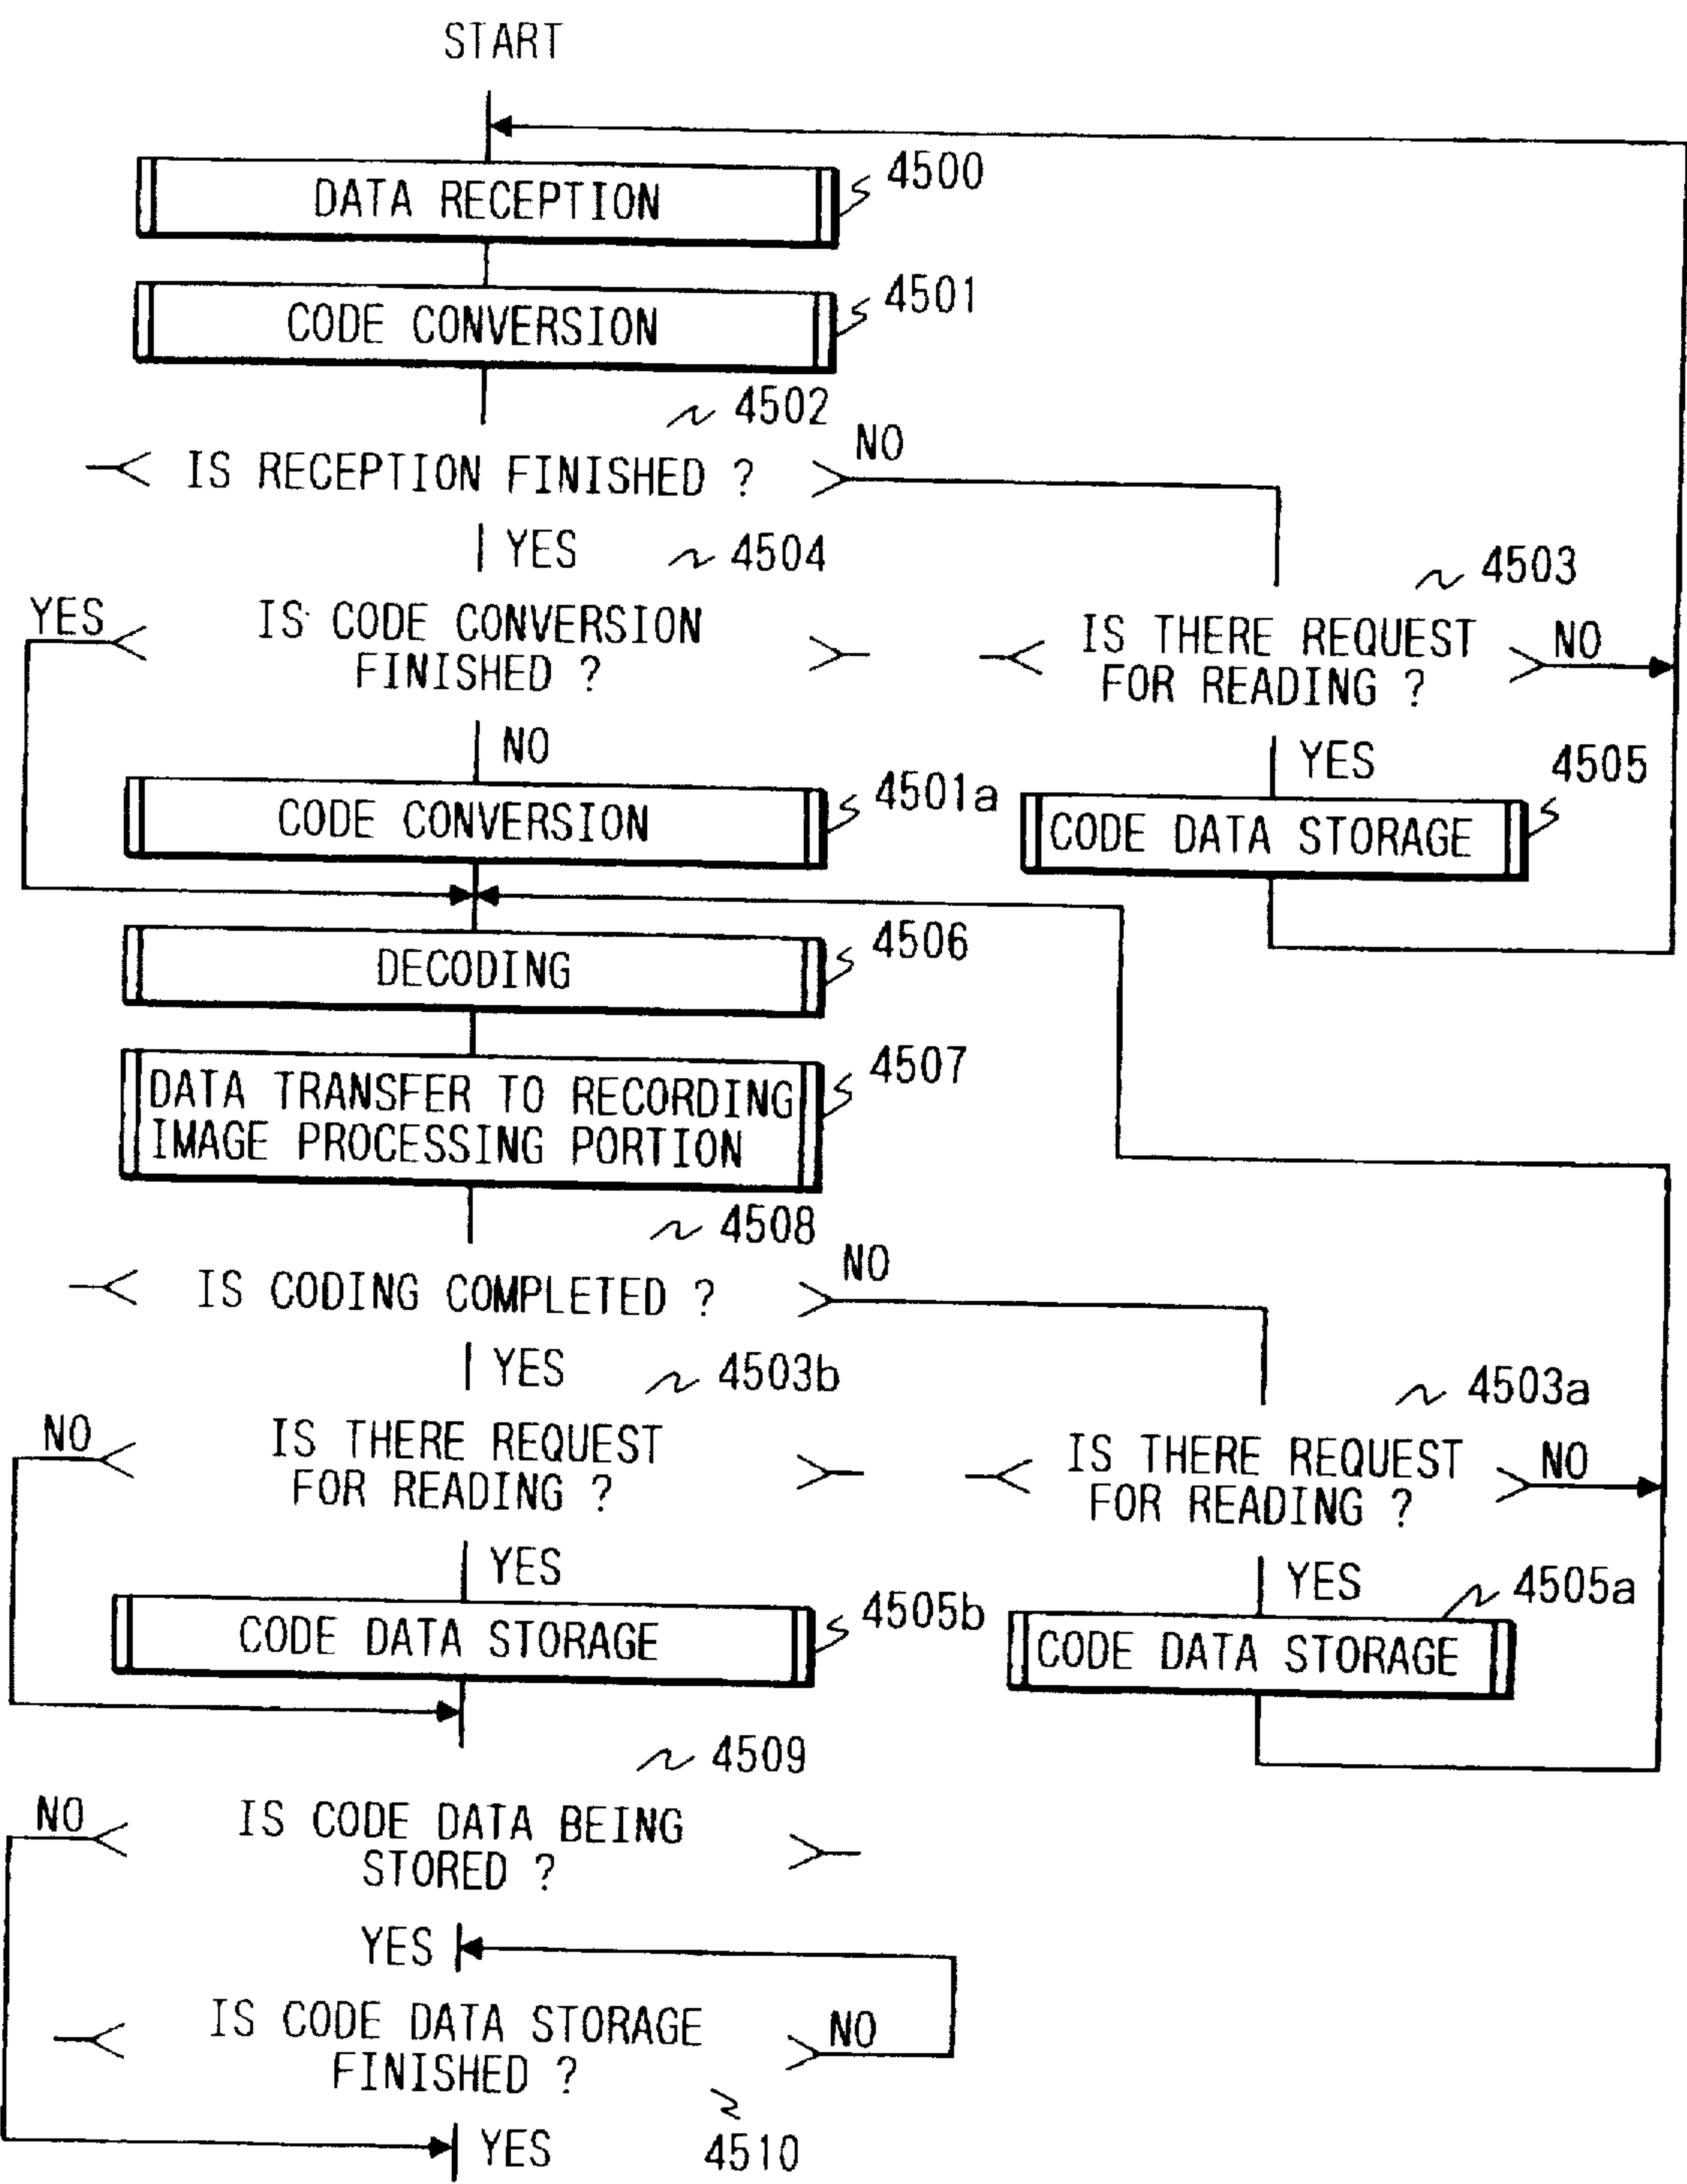 START
DATA RECEPTION
4500
CODE CONVERSION
4501
4502
IS RECEPTION FINISHED ?
NO
YES
4504
4503
YES
IS CODE CONVERSION
FINISHED ?
IS THERE REQUEST
FOR READING ?
NO
NO
YES
CODE CONVERSION
4501a
CODE DATA STORAGE
4505
DECODING
4506
DATA TRANSFER TO RECORDING
IMAGE PROCESSING PORTION
4507
4508
IS CODING COMPLETED ?
NO
YES
4503b
4503a
NO
IS THERE REQUEST
FOR READING ?
IS THERE REQUEST
FOR READING ?
NO
YES
YES
CODE DATA STORAGE
4505b
CODE DATA STORAGE
4505a
4509
NO
IS CODE DATA BEING
STORED ?
YES
IS CODE DATA STORAGE
FINISHED ?
NO
YES
4510